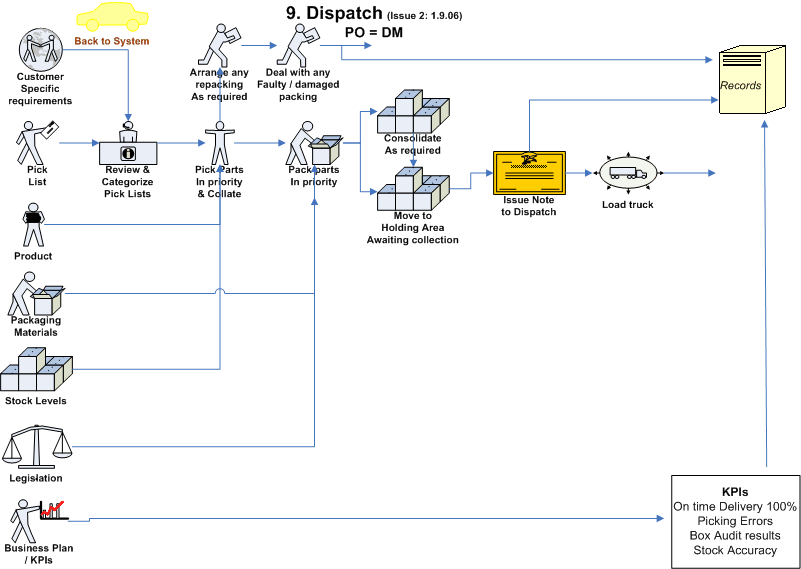 9. Dispatch (Issue 2: 1.9.06)
PO = DM
Back to System
Customer
Specific
requirements
Arrange any
repacking
As required
Deal with any
Faulty / damaged
packing
Records
Pick
List
Review &
Categorize
Pick Lists
Pick Parts
In priority
& Collate
Pack parts
In priority
Consolidate
As required
Move to
Holding Area
Awaiting collection
Issue Note
to Dispatch
Load truck
Product
Packaging
Materials
Stock Levels
Legislation
Business Plan
/ KPIs
KPIs
On time Delivery 100%
Picking Errors
Box Audit results
Stock Accuracy